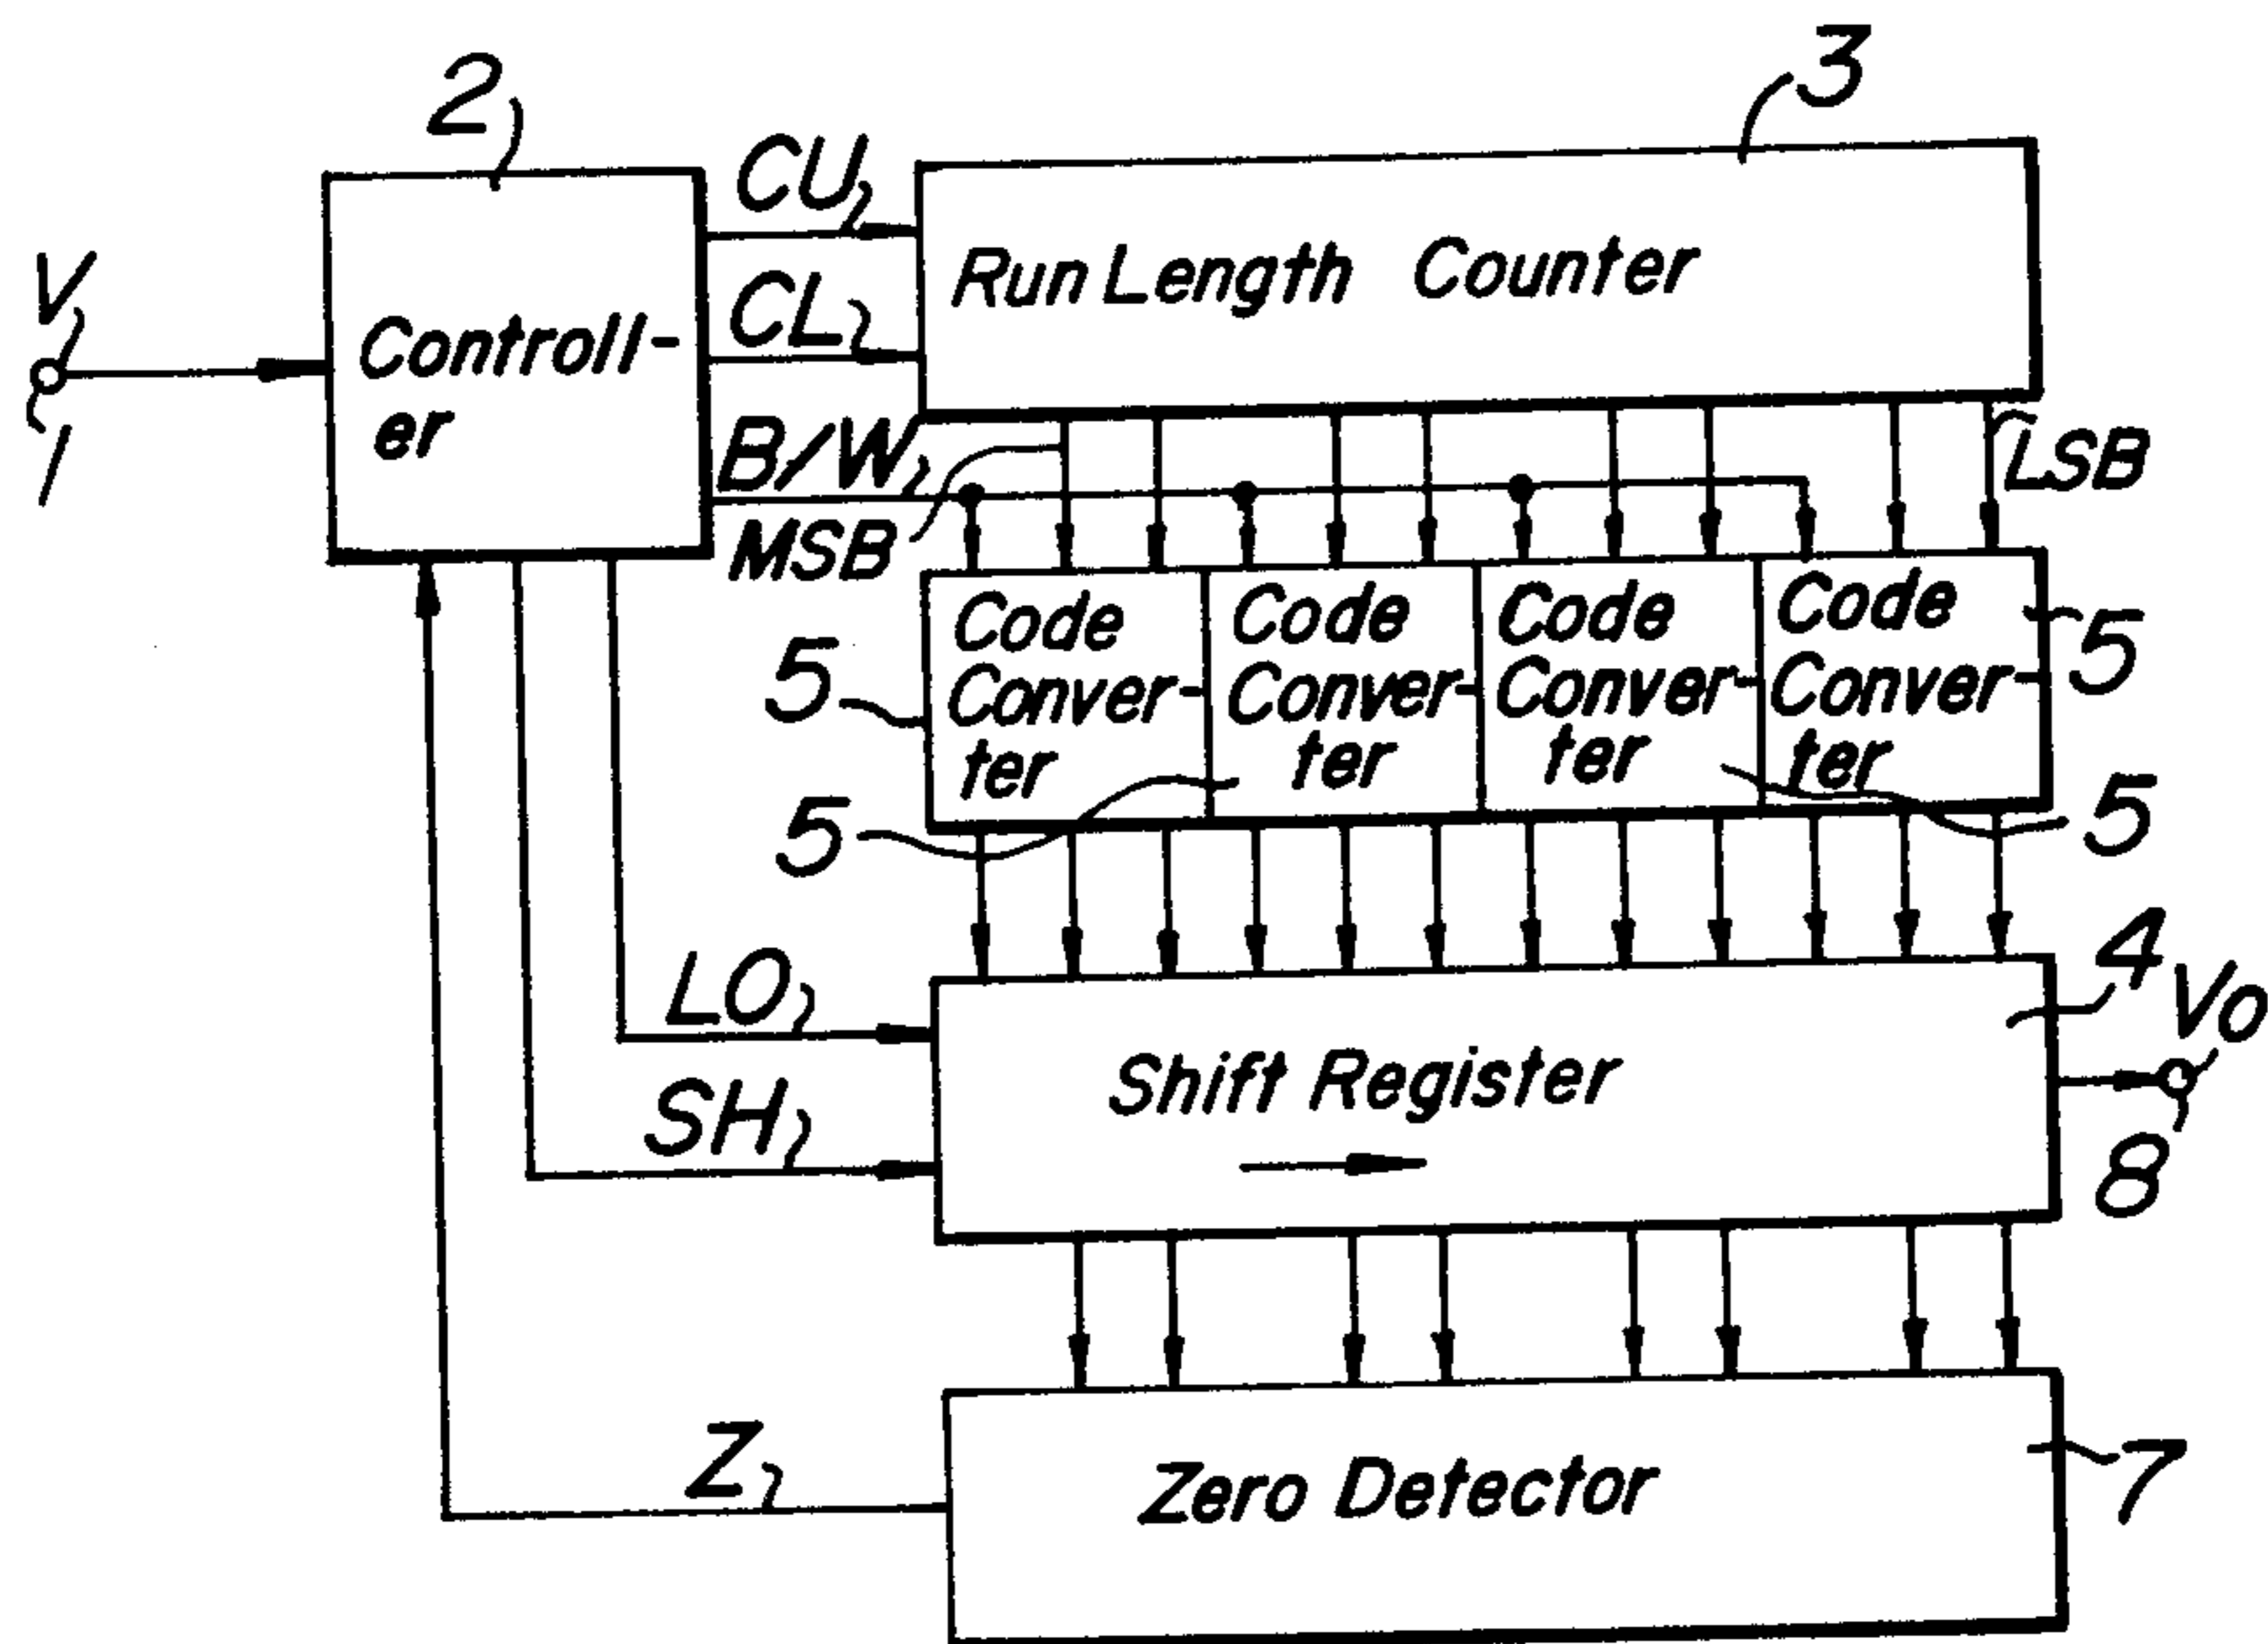 2
3
CU
Run Length Counter
V
CL
Controll-
er
1
B/W
LSB
MSB
Code
Conver-
ter
Code
Conver-
ter
Code
Conver-
ter
Code
Conver-
ter
5
5
5
5
4
Vo
LO
Shift Register
SH
8
Z
Zero Detector
7